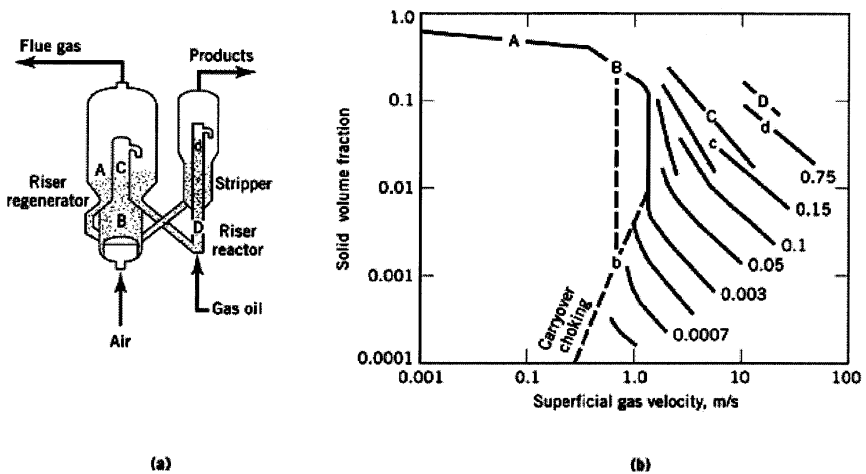 Flue gas
Products
A
C
d
Riser
regenerator
Stripper
B
D
Riser
reactor
Gas oil
Air
(a)
1.0
0.1
0.01
0.001
0.0001
Solid volume fraction
A
B
C
c
D
d
b
0.75
0.15
0.1
0.05
0.003
0.0007
Carryover
choking
0.001
0.1
1.0
10
100
Superficial gas velocity, m/s
(b)